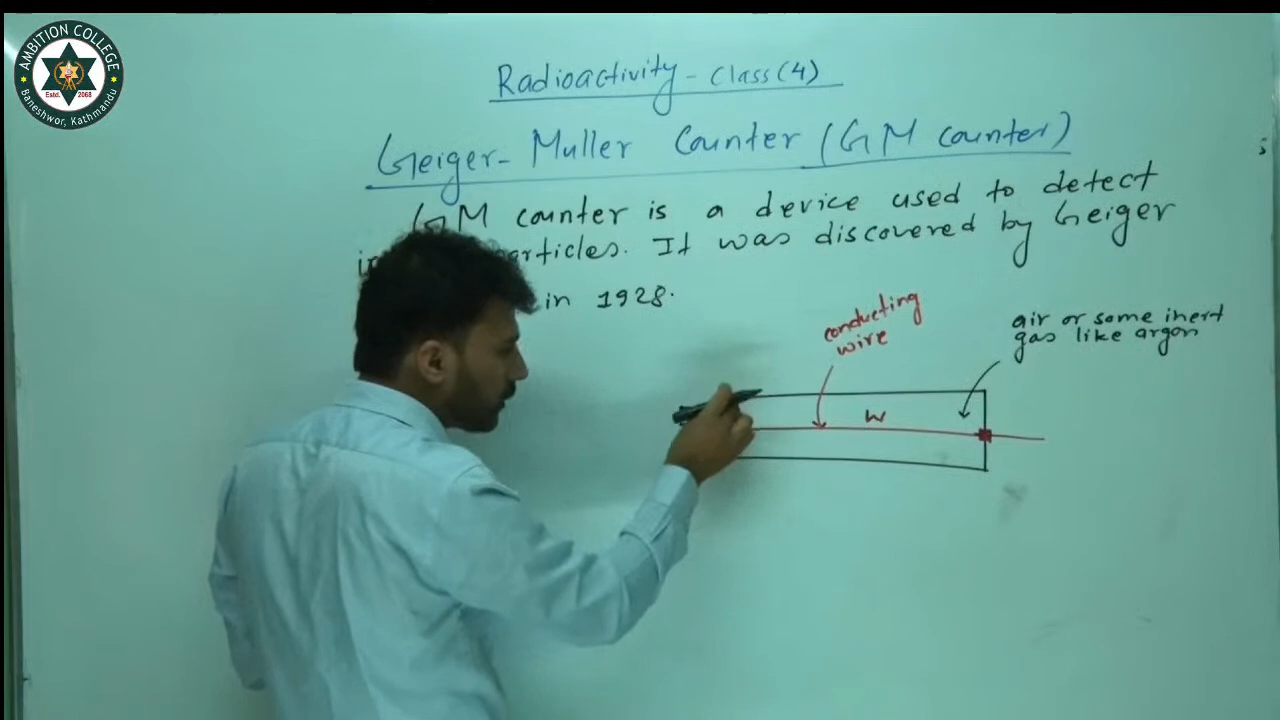 AMBITION COLLEGE
Estd. 2068
Baneshwor, Kathmandu
Radioactivity - Class (4)
Geiger - Muller Counter (GM counter)
GM counter is a device used to detect
particles. It was discovered by Geiger
in 1928.
conducting
wire
air or some inert
gas like argon
W